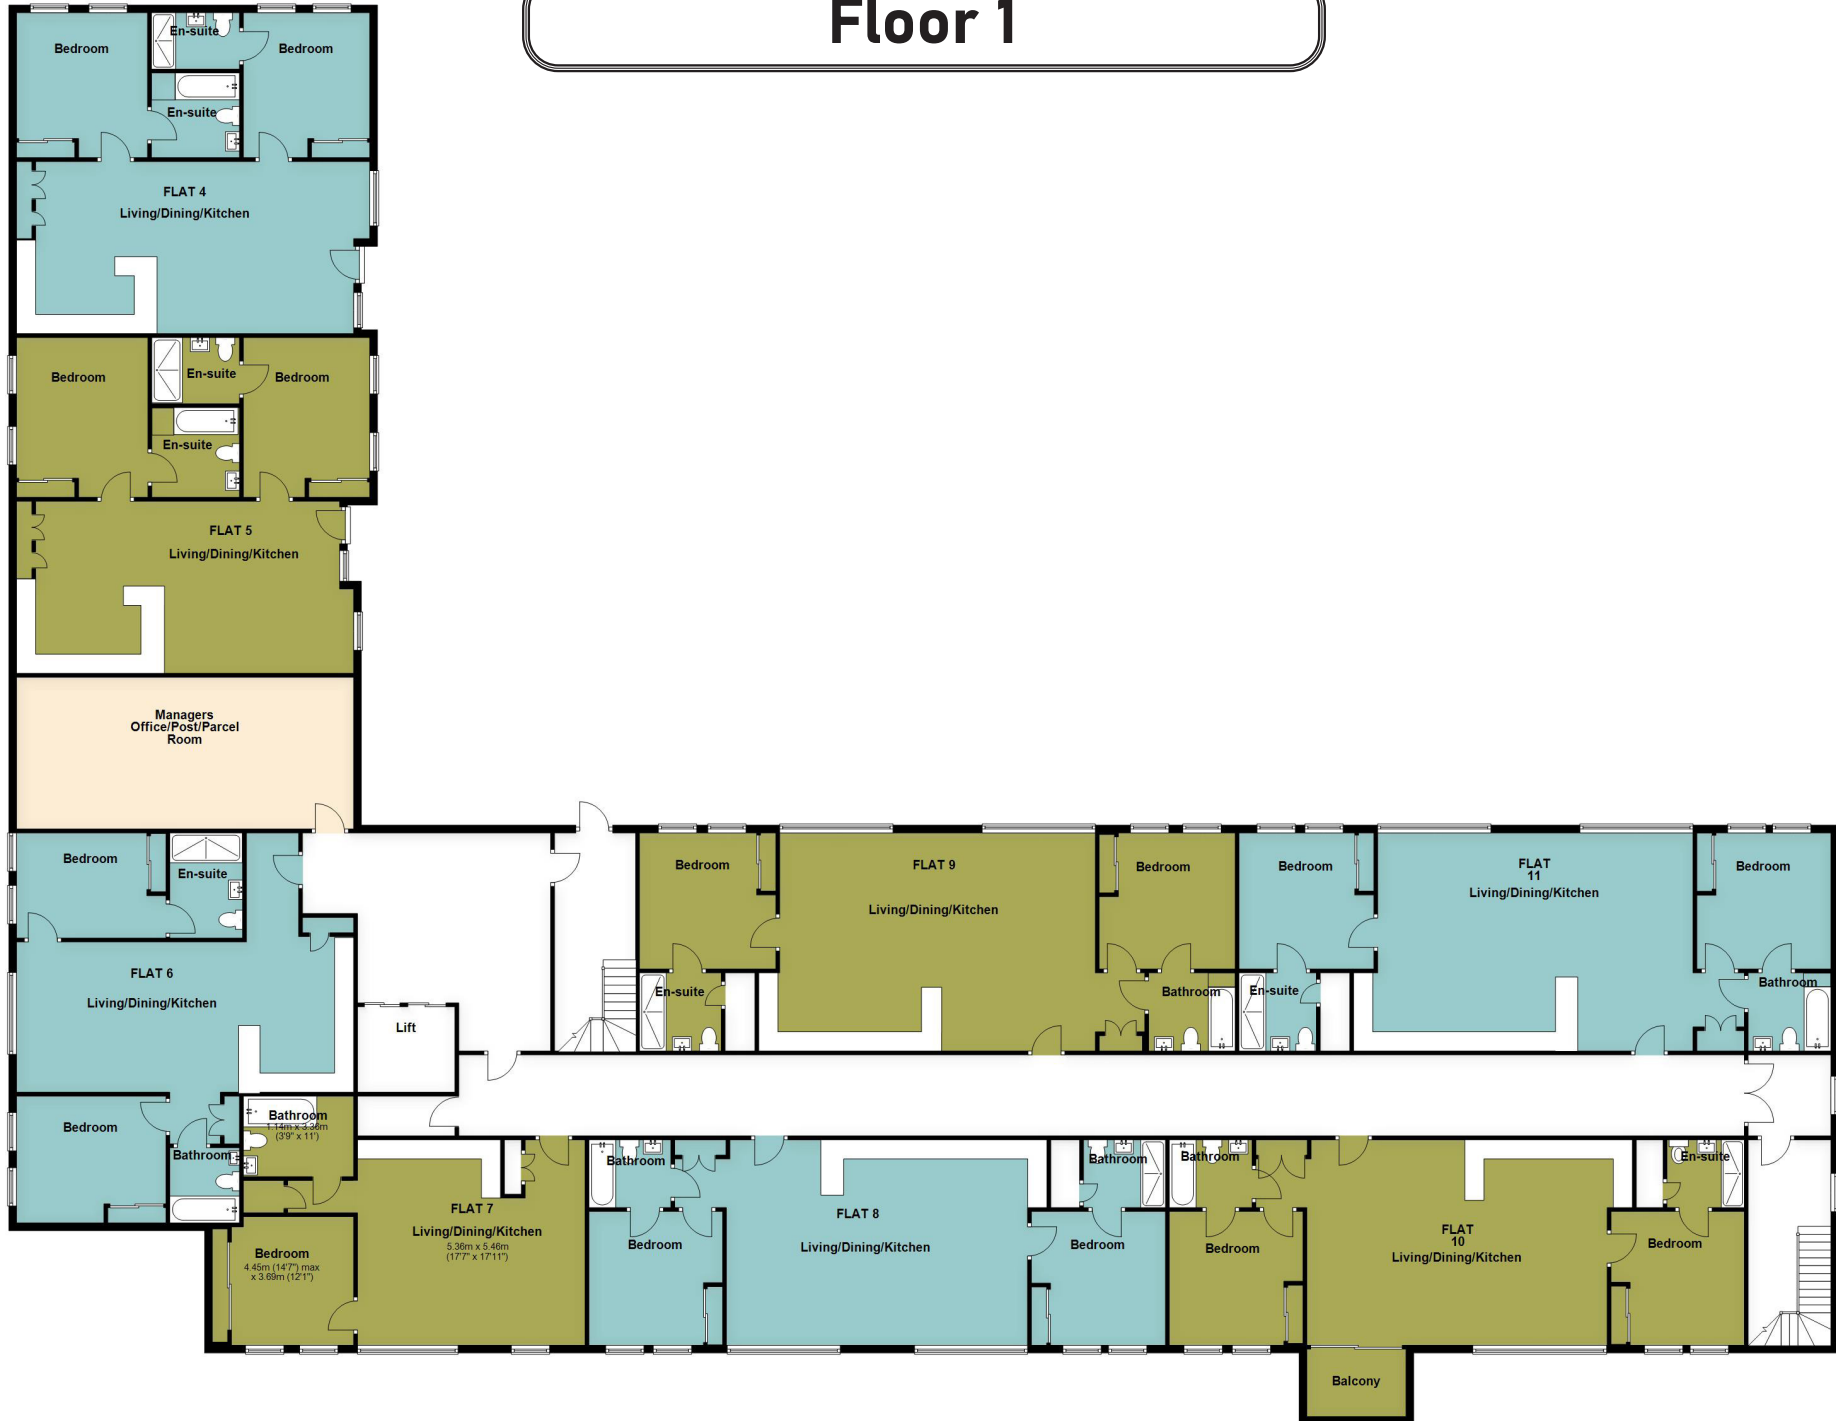 Floor 1
Bedroom
En-suite
Bedroom
En-suite
FLAT 4
Living/Dining/Kitchen
Bedroom
En-suite
Bedroom
En-suite
FLAT 5
Living/Dining/Kitchen
Managers
Office/Post/Parcel
Room
Bedroom
En-suite
FLAT 6
Living/Dining/Kitchen
Lift
Bedroom
Bathroom
Bathroom
1.14m x 3.36m
(3'9" x 11')
Bedroom
4.45m (14'7") max
x 3.69m (12'1")
FLAT 7
Living/Dining/Kitchen
5.36m x 5.46m
(17'7" x 17'11")
Bedroom
FLAT 9
Living/Dining/Kitchen
Bedroom
En-suite
Bathroom
Bedroom
FLAT
11
Living/Dining/Kitchen
Bedroom
En-suite
Bathroom
Bathroom
Bedroom
FLAT 8
Living/Dining/Kitchen
Bathroom
Bedroom
Bathroom
Bedroom
FLAT
10
Living/Dining/Kitchen
En-suite
Bedroom
Balcony